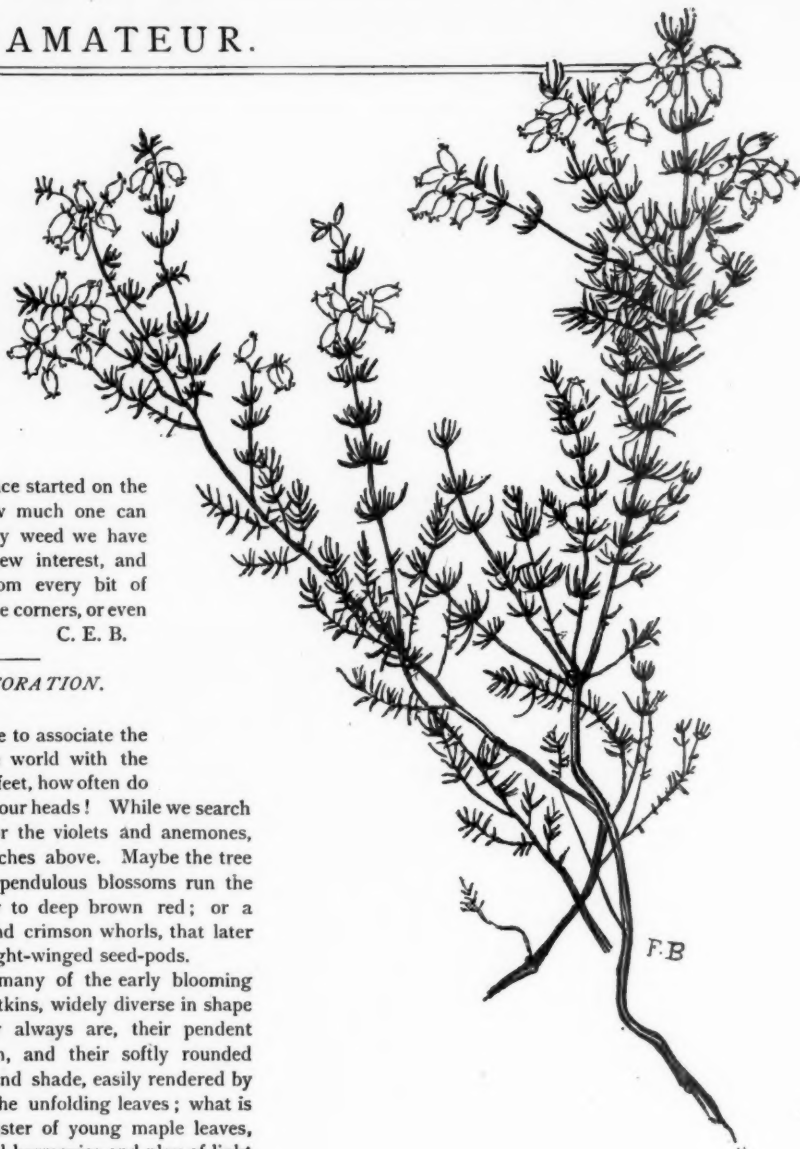 AMATEUR.
ce started on the
w much one can
y weed we have
ew interest, and
om every bit of
e corners, or even
C. E. B.
ORATION.
e to associate the
world with the
feet, how often do
our heads! While we search
r the violets and anemones,
ches above. Maybe the tree
pendulous blossoms run the
to deep brown red; or a
nd crimson whorls, that later
ght-winged seed-pods.
many of the early blooming
tkins, widely diverse in shape
always are, their pendent
n, and their softly rounded
nd shade, easily rendered by
he unfolding leaves; what is
ster of young maple leaves,
F.B